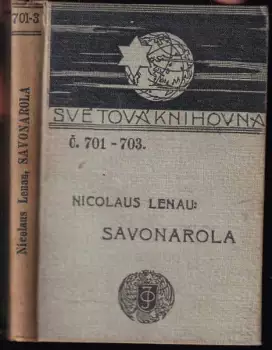 701-3
Nicolaus Lenau, SAVONAROLA
SVĚTOVÁ KNIHOVNA
Č. 701-703.
NICOLAUS LENAU:
SAVONAROLA